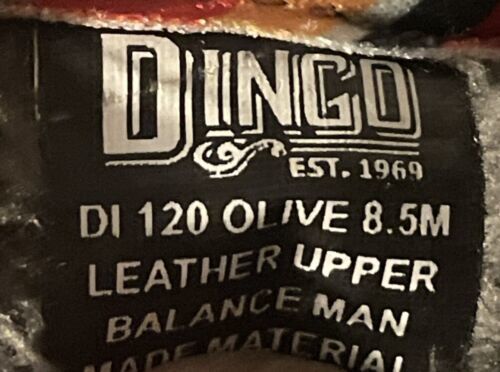 DINGO
EST. 1969
DI 120 OLIVE 8.5M
LEATHER UPPER
BALANCE MAN
MADE MATERIAL